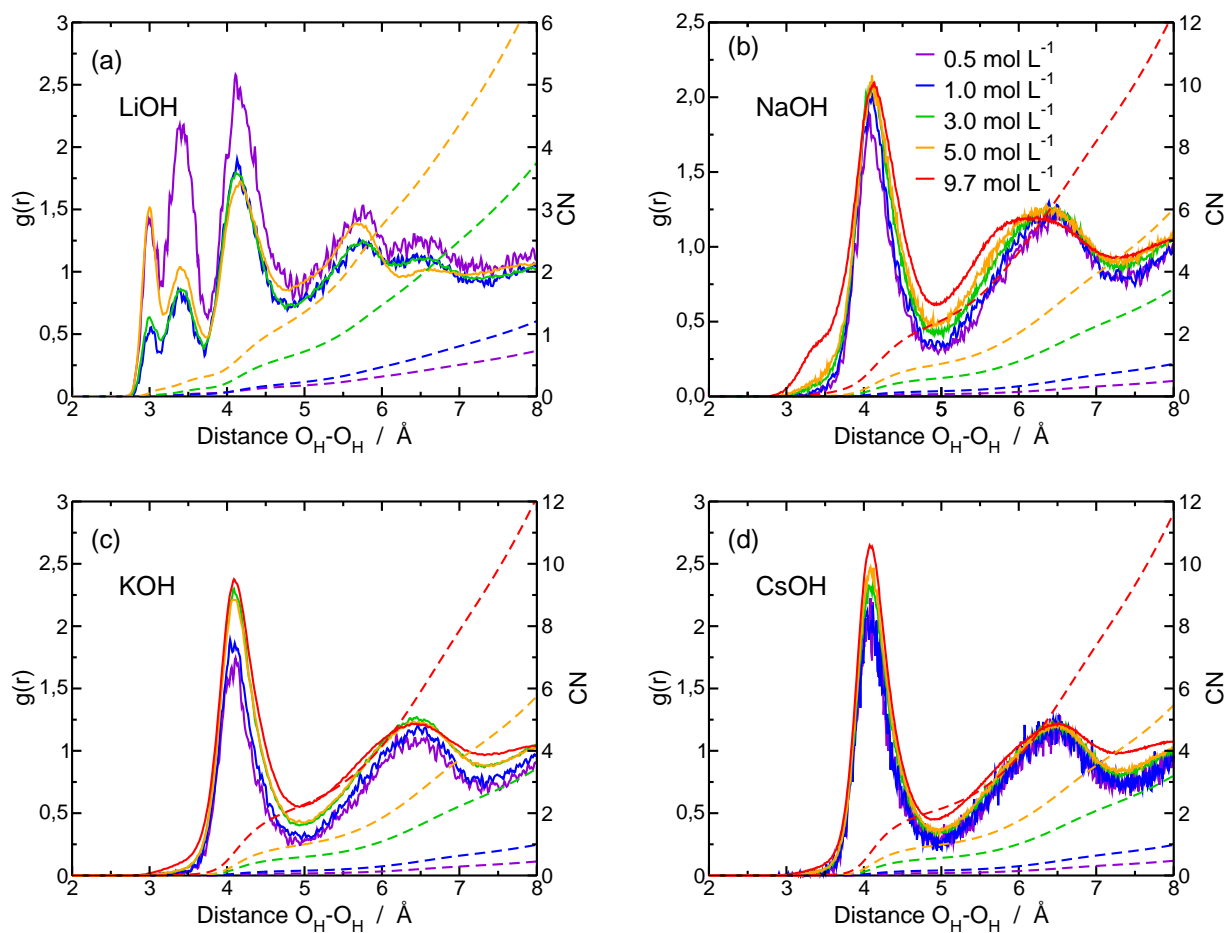 (a)
LiOH
3
2,5
2
1.5
1
0.5
0
6
5
4
3
2
1
0
2 3 4 5 6 7 8
g(r)
CN
Distance O_H-O_H / Å
(b)
NaOH
0.5 mol L^-1
1.0 mol L^-1
3.0 mol L^-1
5.0 mol L^-1
9.7 mol L^-1
2,5
2.0
1.5
1.0
0,5
0,0
12
10
8
6
4
2
0
2 3 4 5 6 7 8
g(r)
CN
Distance O_H-O_H / Å
(c)
KOH
3
2.5
2
1.5
1
0.5
0
12
10
8
6
4
2
0
2 3 4 5 6 7 8
g(r)
CN
Distance O_H-O_H / Å
(d)
CsOH
3
2.5
2
1.5
1
0.5
0
12
10
8
6
4
2
0
2 3 4 5 6 7 8
g(r)
CN
Distance O_H-O_H / Å